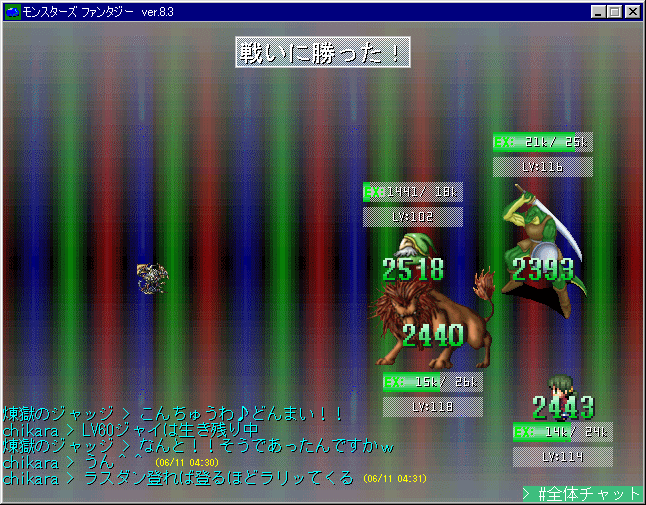 モンスターズ ファンタジー ver.8.3
戦いに勝った！
EX: 21k/ 25k
LV:116
EX:1441/ 18k
LV:102
2518
2393
2440
EX: 15k/ 26k
LV:118
2443
EX: 14k/ 24k
LV:114
煉獄のジャッジ > こんちゅうわ♪どんまい！！
chikara > LV60ジャイは生き残り中
煉獄のジャッジ > なんと！！そうであったんですかｗ
chikara > うん＾＾ (06/11 04:30)
chikara > ラスダン登れば登るほどラリッてくる (06/11 04:31)
> #全体チャット